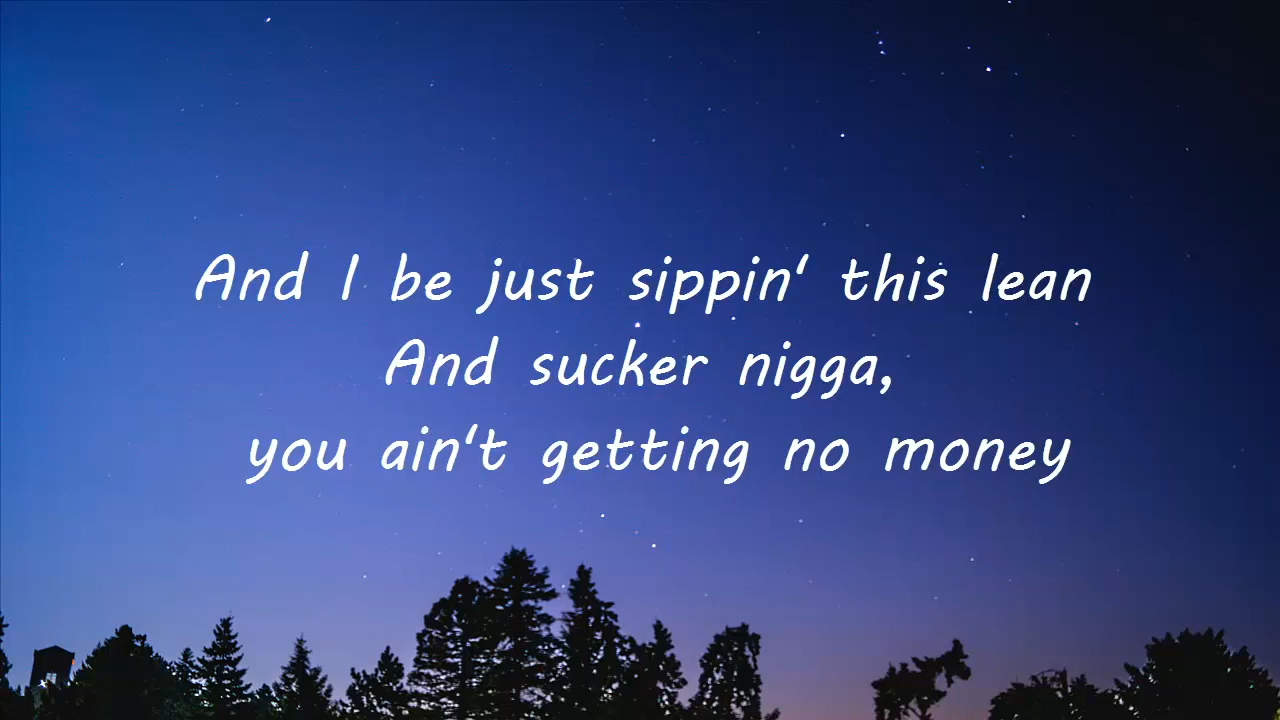 And I be just sippin' this lean
And sucker nigga,
you ain't getting no money